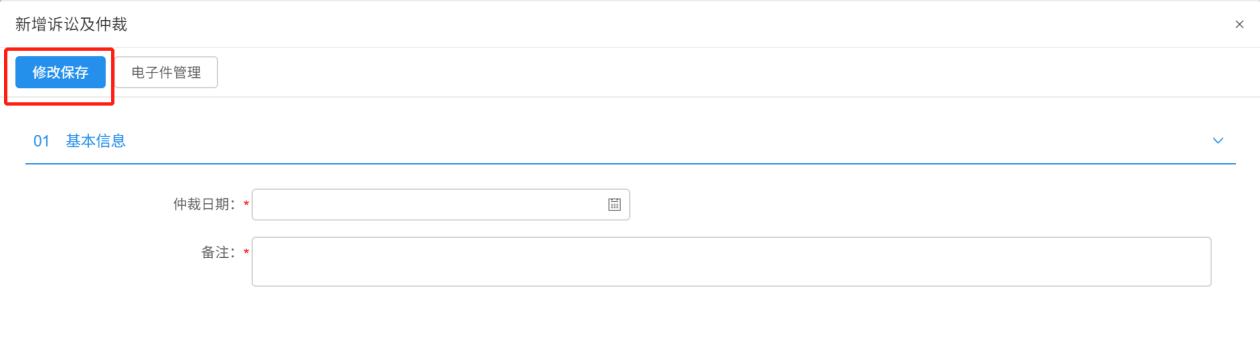 新增诉讼及仲裁 ×
修改保存 电子件管理
01 基本信息
仲裁日期：*
备注：*